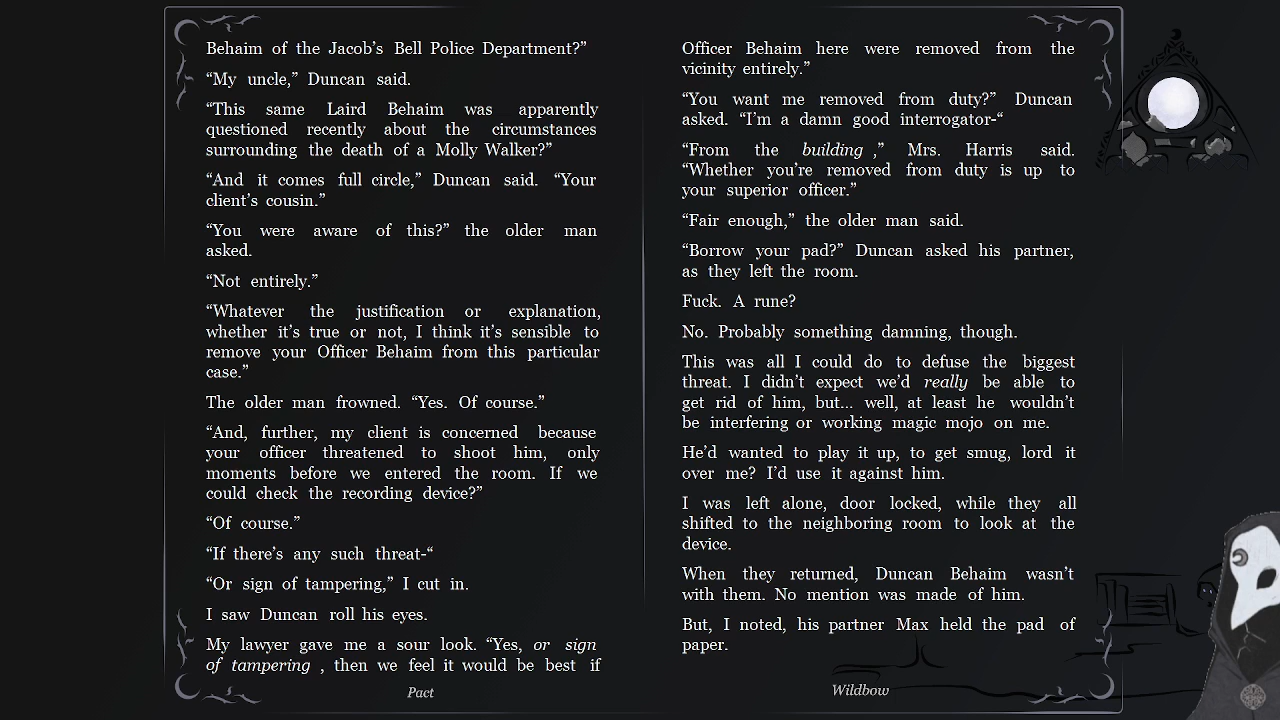 Behaim of the Jacob’s Bell Police Department?”
“My uncle,” Duncan said.
“This same Laird Behaim was apparently
questioned recently about the circumstances
surrounding the death of a Molly Walker?”
“And it comes full circle,” Duncan said. “Your
client’s cousin.”
“You were aware of this?” the older man
asked.
“Not entirely.”
“Whatever the justification or explanation,
whether it’s true or not, I think it’s sensible to
remove your Officer Behaim from this particular
case.”
The older man frowned. “Yes. Of course.”
“And, further, my client is concerned because
your officer threatened to shoot him, only
moments before we entered the room. If we
could check the recording device?”
“Of course.”
“If there’s any such threat-“
“Or sign of tampering,” I cut in.
I saw Duncan roll his eyes.
My lawyer gave me a sour look. “Yes, or sign
of tampering , then we feel it would be best if
Pact
Officer Behaim here were removed from the
vicinity entirely.”
“You want me removed from duty?” Duncan
asked. “I’m a damn good interrogator-“
“From the building ,” Mrs. Harris said.
“Whether you’re removed from duty is up to
your superior officer.”
“Fair enough,” the older man said.
“Borrow your pad?” Duncan asked his partner,
as they left the room.
Fuck. A rune?
No. Probably something damning, though.
This was all I could do to defuse the biggest
threat. I didn’t expect we’d really be able to
get rid of him, but… well, at least he wouldn’t
be interfering or working magic mojo on me.
He’d wanted to play it up, to get smug, lord it
over me? I’d use it against him.
I was left alone, door locked, while they all
shifted to the neighboring room to look at the
device.
When they returned, Duncan Behaim wasn’t
with them. No mention was made of him.
But, I noted, his partner Max held the pad of
paper.
Wildbow